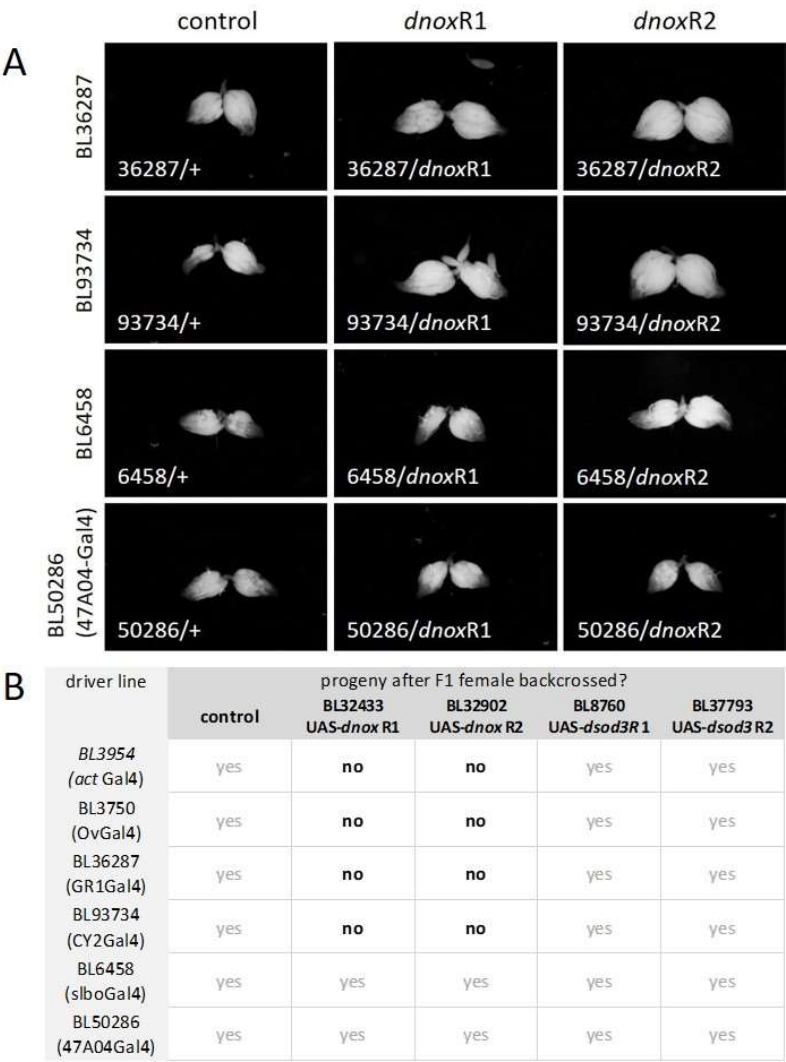 control dnoxR1 dnoxR2
A
BL36287
36287/+ 36287/dnoxR1 36287/dnoxR2
BL93734
93734/+ 93734/dnoxR1 93734/dnoxR2
BL6458
6458/+ 6458/dnoxR1 6458/dnoxR2
BL50286
(47A04-Gal4)
50286/+ 50286/dnoxR1 50286/dnoxR2
B
driver line progeny after F1 female backcrossed?
control BL32433 BL32902 BL8760 BL37793
UAS-dnox R1 UAS-dnox R2 UAS-dsod3R1 UAS-dsod3 R2
BL3954
(act Gal4)
yes no no yes yes
BL3750
(OvGal4)
yes no no yes yes
BL36287
(GR1Gal4)
yes no no yes yes
BL93734
(CY2Gal4)
yes no no yes yes
BL6458
(slboGal4)
yes yes yes yes yes
BL50286
(47A04Gal4)
yes yes yes yes yes